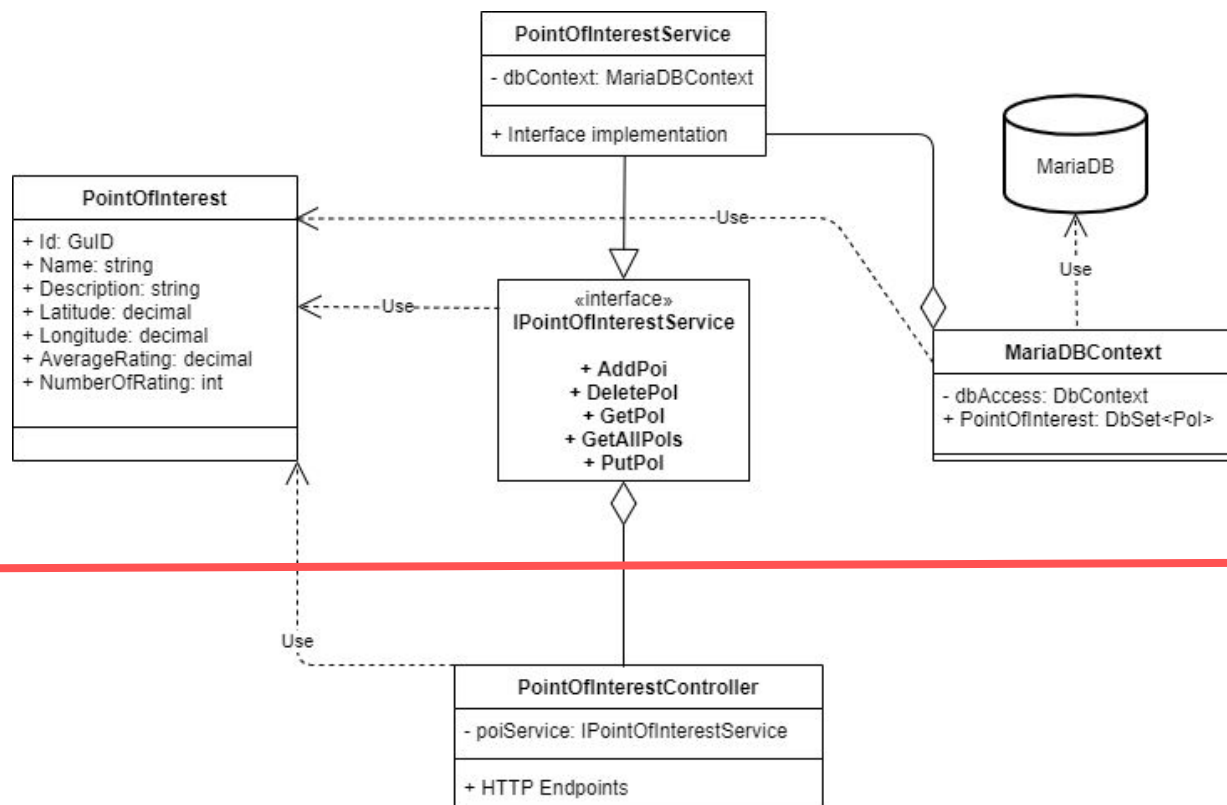 PointOfInterestService
- dbContext: MariaDBContext
+ Interface implementation
MariaDB
PointOfInterest
+ Id: GuID
+ Name: string
+ Description: string
+ Latitude: decimal
+ Longitude: decimal
+ AverageRating: decimal
+ NumberOfRating: int
Use
Use
Use
«interface»
IPointOfInterestService
+ AddPoi
+ DeletePoI
+ GetPoI
+ GetAllPoIs
+ PutPoI
MariaDBContext
- dbAccess: DbContext
+ PointOfInterest: DbSet<PoI>
Use
PointOfInterestController
- poiService: IPointOfInterestService
+ HTTP Endpoints